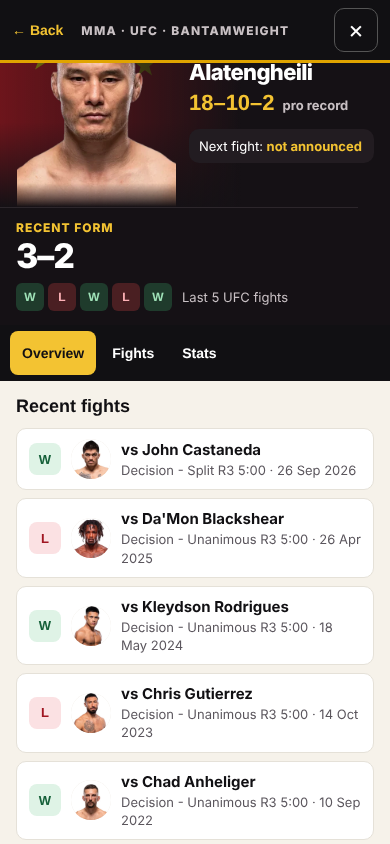 ← Back MMA · UFC · BANTAMWEIGHT ×
Alatengheili
18–10–2 pro record
Next fight: not announced
RECENT FORM
3–2
W L W L W Last 5 UFC fights
Overview Fights Stats
Recent fights
W vs John Castaneda
Decision - Split R3 5:00 · 26 Sep 2026
L vs Da'Mon Blackshear
Decision - Unanimous R3 5:00 · 26 Apr
2025
W vs Kleydson Rodrigues
Decision - Unanimous R3 5:00 · 18
May 2024
L vs Chris Gutierrez
Decision - Unanimous R3 5:00 · 14 Oct
2023
W vs Chad Anheliger
Decision - Unanimous R3 5:00 · 10 Sep
2022